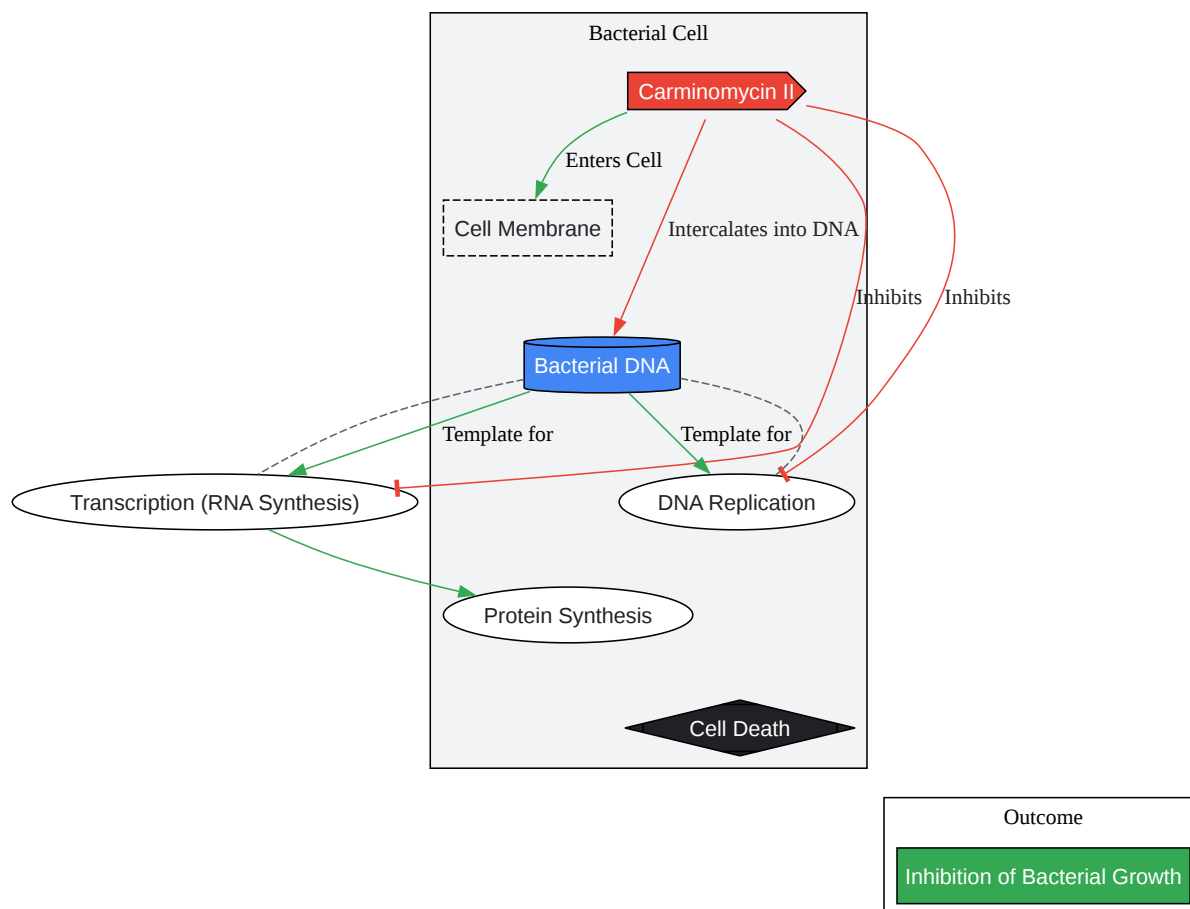 Bacterial Cell
Carminomycin II
Enters Cell
Cell Membrane
Intercalates into DNA
Inhibits
Inhibits
Bacterial DNA
Template for
Template for
Transcription (RNA Synthesis)
DNA Replication
Protein Synthesis
Cell Death
Outcome
Inhibition of Bacterial Growth